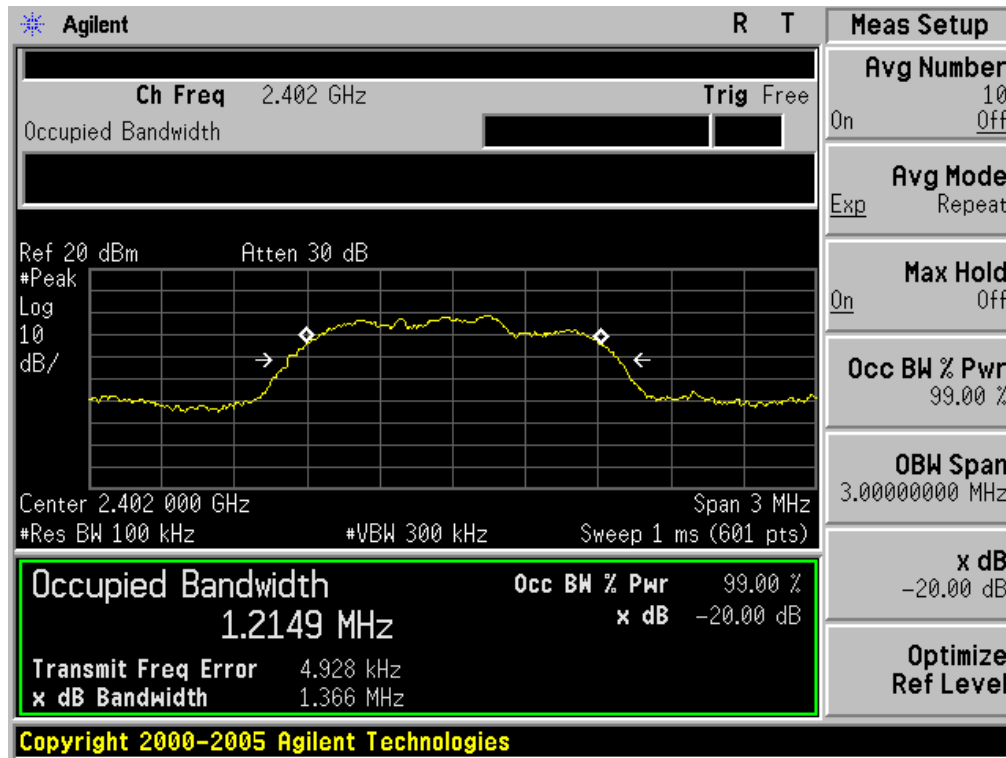 Agilent R T
Ch Freq 2.402 GHz Trig Free
Occupied Bandwidth
Ref 20 dBm Atten 30 dB
#Peak
Log
10
dB/
Center 2.402 000 GHz Span 3 MHz
#Res BW 100 kHz #VBW 300 kHz Sweep 1 ms (601 pts)
Occupied Bandwidth
1.2149 MHz
Occ BW % Pwr 99.00 %
x dB -20.00 dB
Transmit Freq Error 4.928 kHz
x dB Bandwidth 1.366 MHz
Copyright 2000-2005 Agilent Technologies
Meas Setup
Avg Number
10
On Off
Avg Mode
Exp Repeat
Max Hold
On Off
Occ BW % Pwr
99.00 %
OBW Span
3.00000000 MHz
x dB
-20.00 dB
Optimize
Ref Level